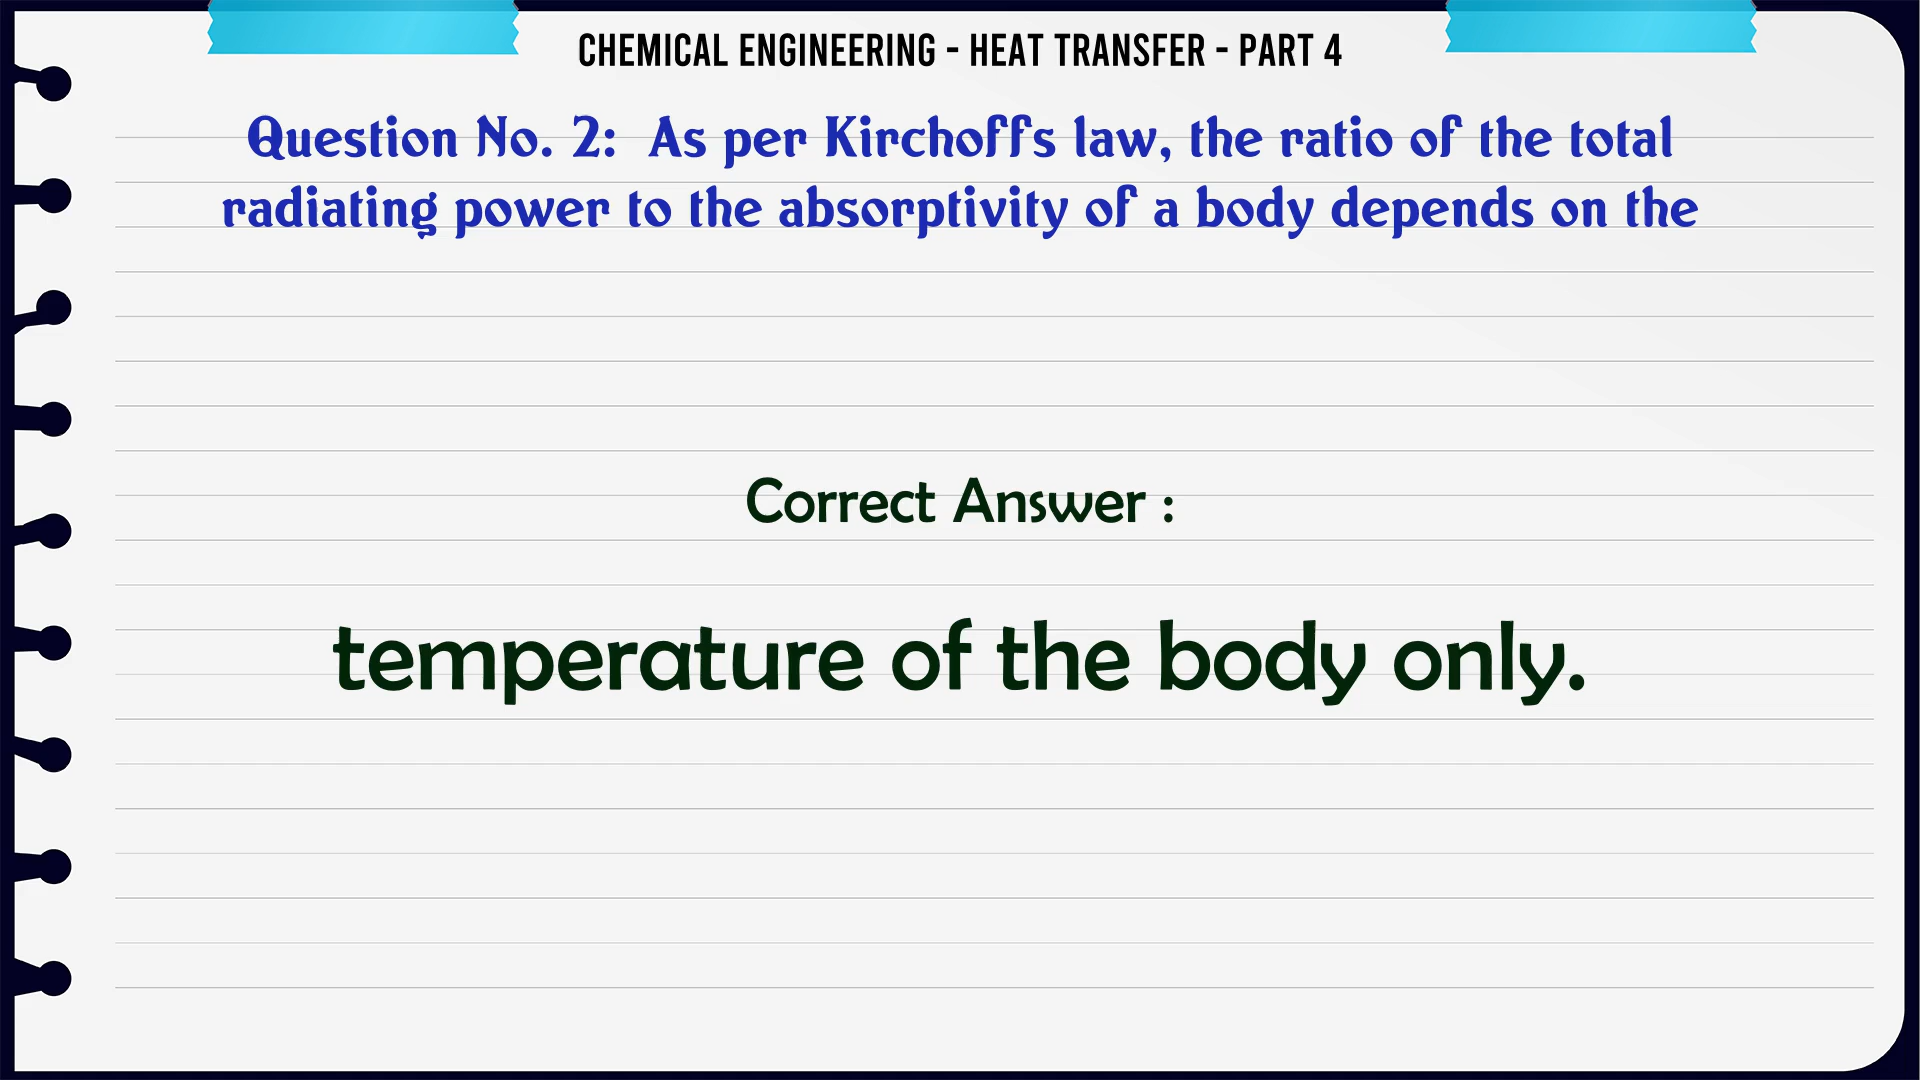 CHEMICAL ENGINEERING - HEAT TRANSFER - PART 4
Question No. 2:  As per Kirchoffs law, the ratio of the total
radiating power to the absorptivity of a body depends on the
Correct Answer :
temperature of the body only.